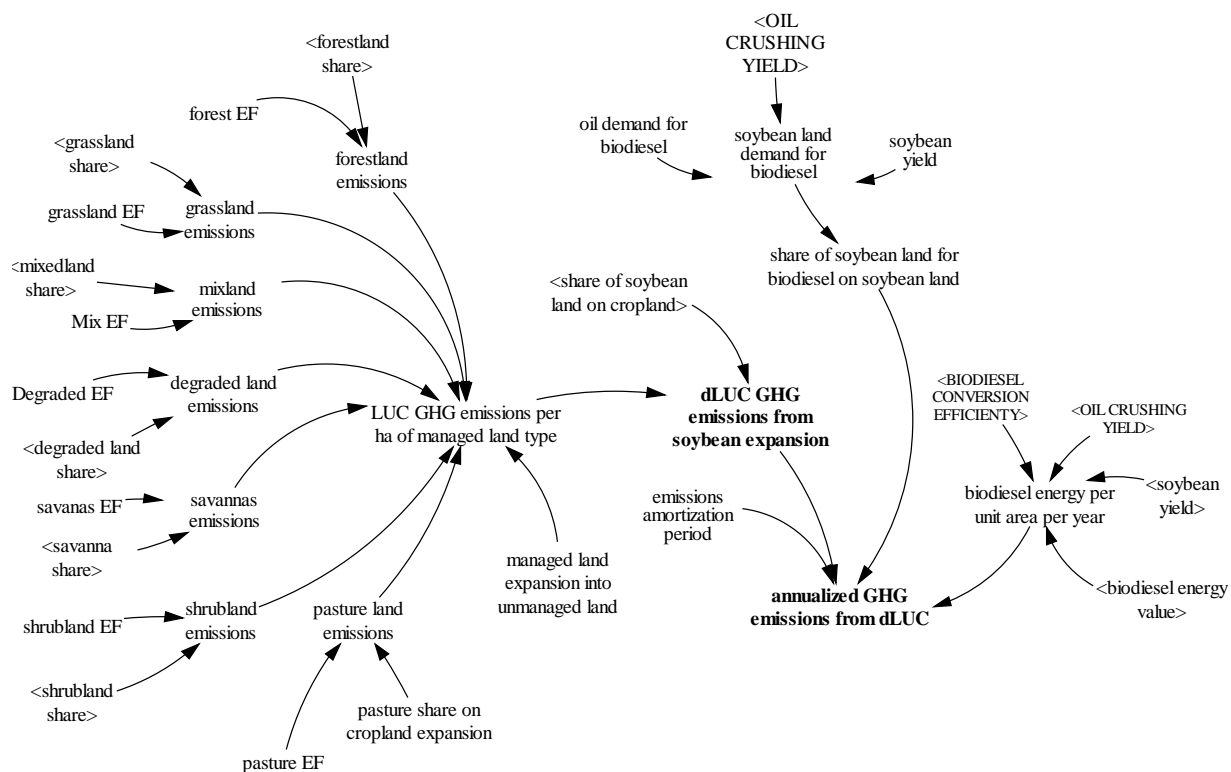 <OIL
CRUSHING
YIELD>
<forestland
share>
forest EF
oil demand for
biodiesel
soybean land
demand for
biodiesel
soybean
yield
<grassland
share>
forestland
emissions
grassland EF
grassland
emissions
<mixedland
share>
mixland
emissions
Mix EF
<share of soybean
land on cropland>
share of soybean land for
biodiesel on soybean land
Degraded EF
degraded land
emissions
<degraded land
share>
LUC GHG emissions per
ha of managed land type
dLUC GHG
emissions from
soybean expansion
<BIODIESEL
CONVERSION
EFFICIENTY>
<OIL CRUSHING
YIELD>
savanas EF
savannas
emissions
<savanna
share>
emissions
amortization
period
biodiesel energy per
unit area per year
<soybean
yield>
managed land
expansion into
unmanaged land
shrubland EF
shrubland
emissions
pasture land
emissions
annualized GHG
emissions from dLUC
<biodiesel energy
value>
<shrubland
share>
pasture share on
cropland expansion
pasture EF